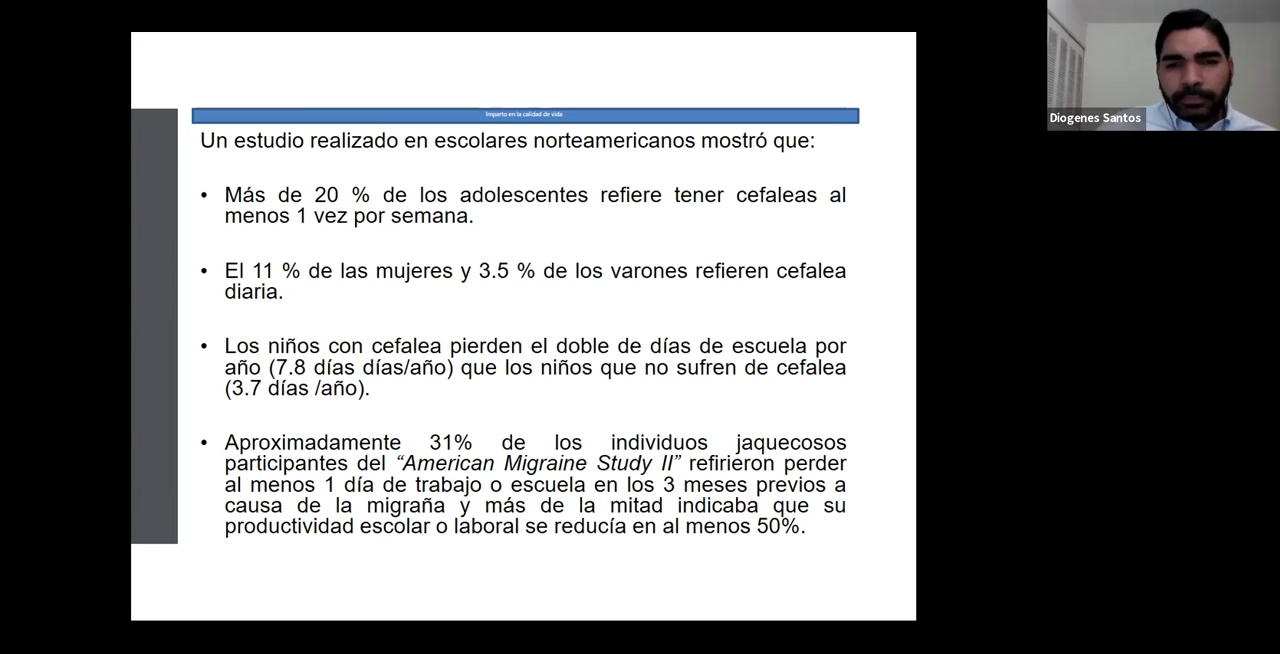 Imparto en la calidad de vida
Diogenes Santos
Un estudio realizado en escolares norteamericanos mostró que:
• Más de 20 % de los adolescentes refiere tener cefaleas al
menos 1 vez por semana.
• El 11 % de las mujeres y 3.5 % de los varones refieren cefalea
diaria.
• Los niños con cefalea pierden el doble de días de escuela por
año (7.8 días días/año) que los niños que no sufren de cefalea
(3.7 días /año).
• Aproximadamente 31% de los individuos jaquecosos
participantes del “American Migraine Study II” refirieron perder
al menos 1 día de trabajo o escuela en los 3 meses previos a
causa de la migraña y más de la mitad indicaba que su
productividad escolar o laboral se reducía en al menos 50%.